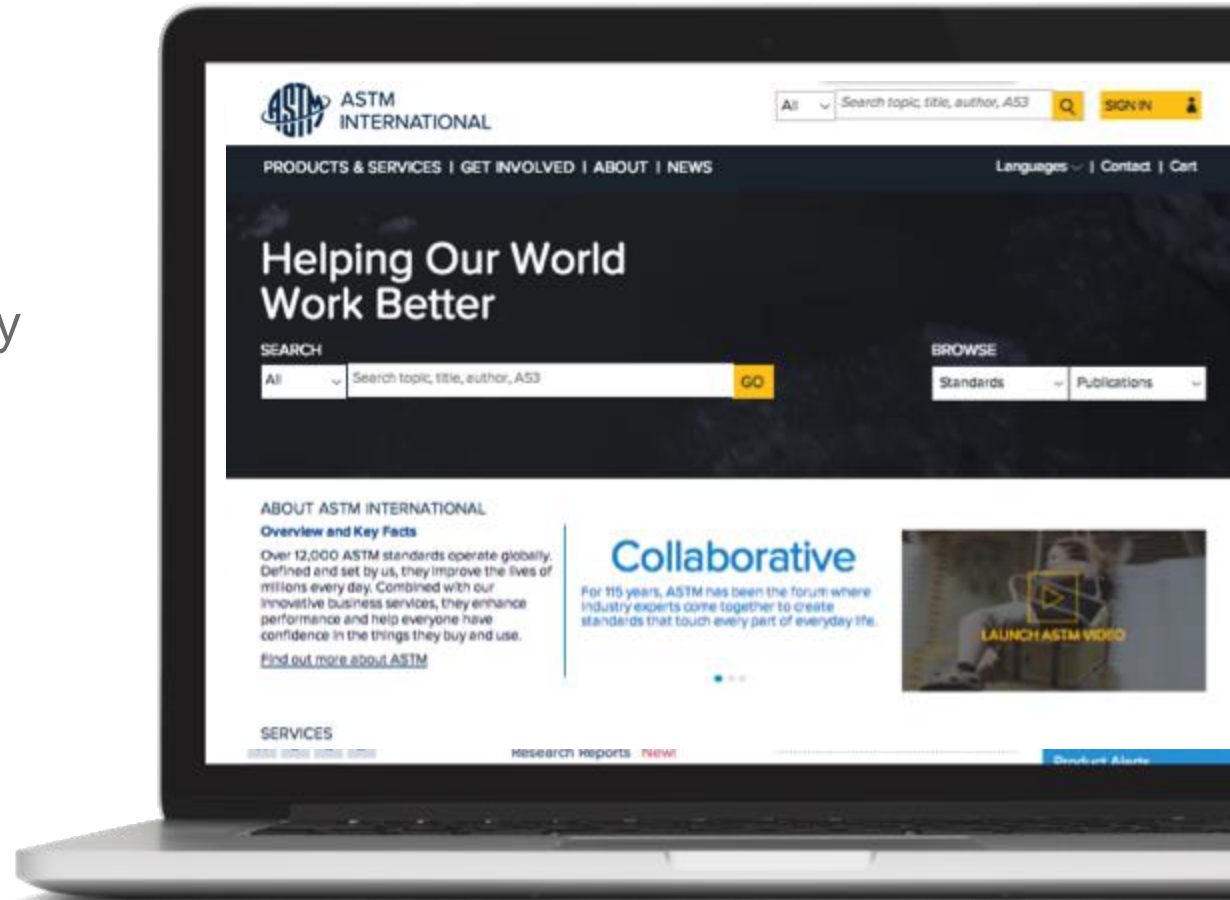 y
ASTM
ASTM
INTERNATIONAL
All Search topic, title, author, A53
SIGN IN
PRODUCTS & SERVICES | GET INVOLVED | ABOUT | NEWS
Languages | Contact | Cart
Helping Our World
Work Better
SEARCH
All Search topic, title, author, A53 GO
BROWSE
Standards Publications
ABOUT ASTM INTERNATIONAL
Overview and Key Facts
Over 12,000 ASTM standards operate globally.
Defined and set by us, they improve the lives of
millions every day. Combined with our
innovative business services, they enhance
performance and help everyone have
confidence in the things they buy and use.
Find out more about ASTM
Collaborative
For 115 years, ASTM has been the forum where
industry experts come together to create
standards that touch every part of everyday life.
LAUNCH ASTM VIDEO
SERVICES
Research Reports New!
Product Alerts